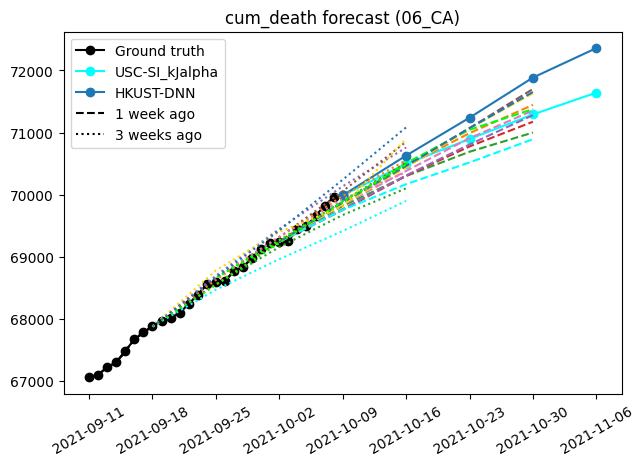 cum_death forecast (06_CA)
Ground truth
USC-SI_kJalpha
HKUST-DNN
1 week ago
3 weeks ago
72000
71000
70000
69000
68000
67000
2021-09-11
2021-09-18
2021-09-25
2021-10-02
2021-10-09
2021-10-16
2021-10-23
2021-10-30
2021-11-06